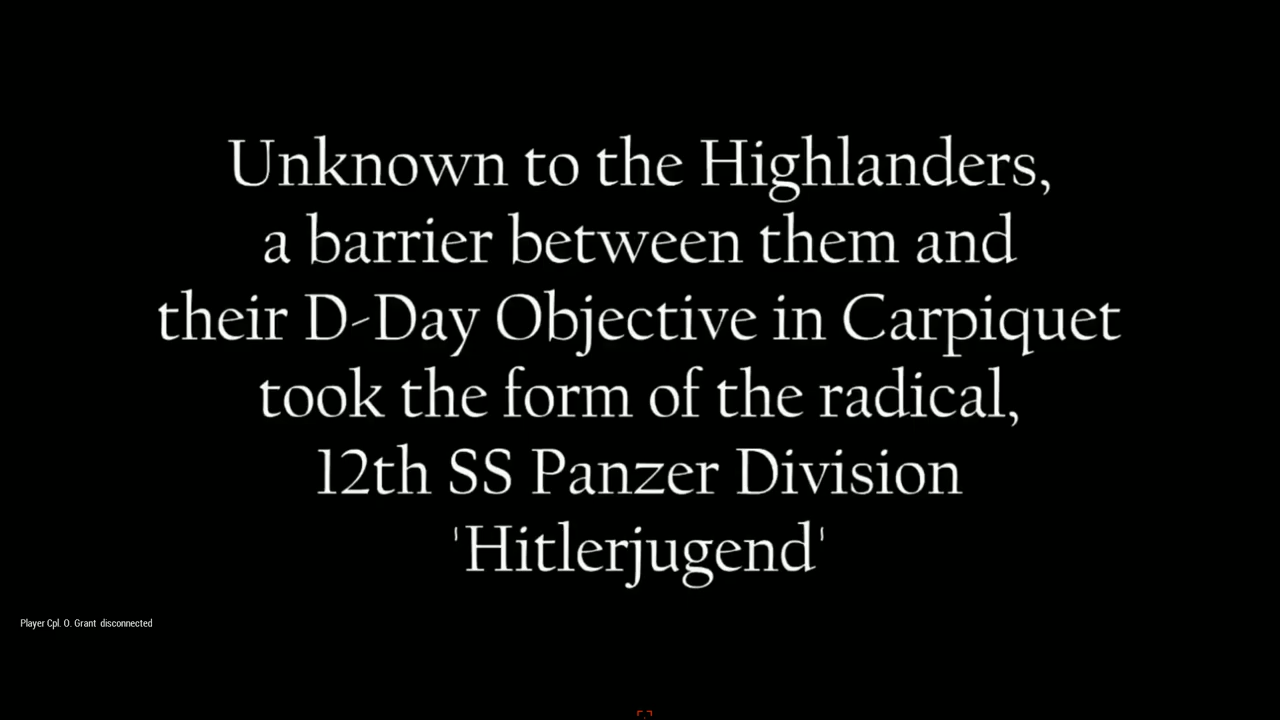 Unknown to the Highlanders,
a barrier between them and
their D-Day Objective in Carpiquet
took the form of the radical,
12th SS Panzer Division
'Hitlerjugend'
Player Cpl. O. Grant disconnected